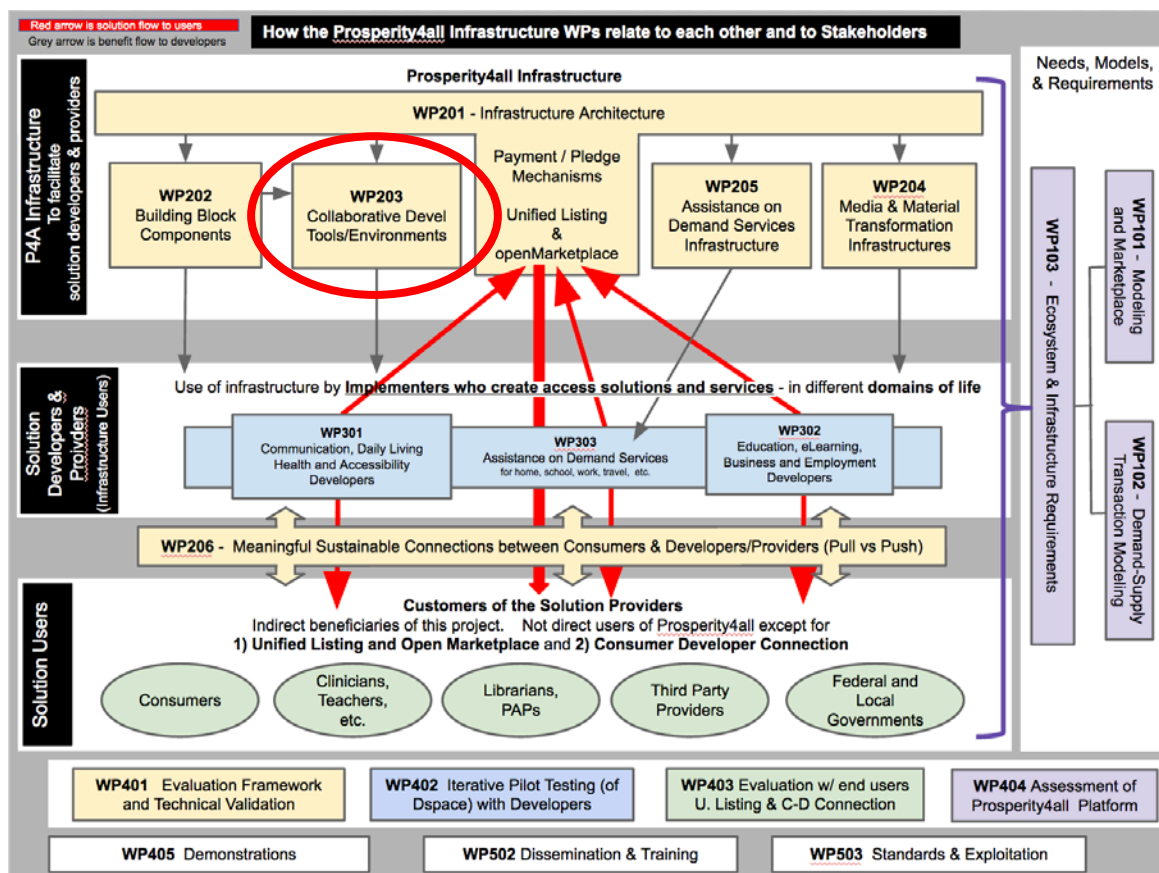 Red arrow is solution flow to users
Grey arrow is benefit flow to developers
How the Prosperity4all Infrastructure WPs relate to each other and to Stakeholders
P4A Infrastructure
To facilitate
solution developers & providers
Prosperity4all Infrastructure
WP201 - Infrastructure Architecture
WP202
Building Block
Components
WP203
Collaborative Devel
Tools/Environments
Payment / Pledge
Mechanisms
Unified Listing
&
openMarketplace
WP205
Assistance on
Demand Services
Infrastructure
WP204
Media & Material
Transformation
Infrastructures
Needs, Models,
& Requirements
WP103 - Ecosystem & Infrastructure Requirements
WP101 - Modeling
and Marketplace
WP102 - Demand-Supply
Transaction Modeling
Solution
Developers &
Proivders
(Infrastructure Users)
Use of infrastructure by Implementers who create access solutions and services - in different domains of life
WP301
Communication, Daily Living
Health and Accessibility
Developers
WP303
Assistance on Demand Services
for home, school, work, travel, etc.
WP302
Education, eLearning,
Business and Employment
Developers
WP206 - Meaningful Sustainable Connections between Consumers & Developers/Providers (Pull vs Push)
Solution Users
Customers of the Solution Providers
Indirect beneficiaries of this project. Not direct users of Prosperity4all except for
1) Unified Listing and Open Marketplace and 2) Consumer Developer Connection
Consumers
Clinicians,
Teachers,
etc.
Librarians,
PAPs
Third Party
Providers
Federal and
Local
Governments
WP401 Evaluation Framework
and Technical Validation
WP402 Iterative Pilot Testing (of
Dspace) with Developers
WP403 Evaluation w/ end users
U. Listing & C-D Connection
WP404 Assessment of
Prosperity4all Platform
WP405 Demonstrations
WP502 Dissemination & Training
WP503 Standards & Exploitation